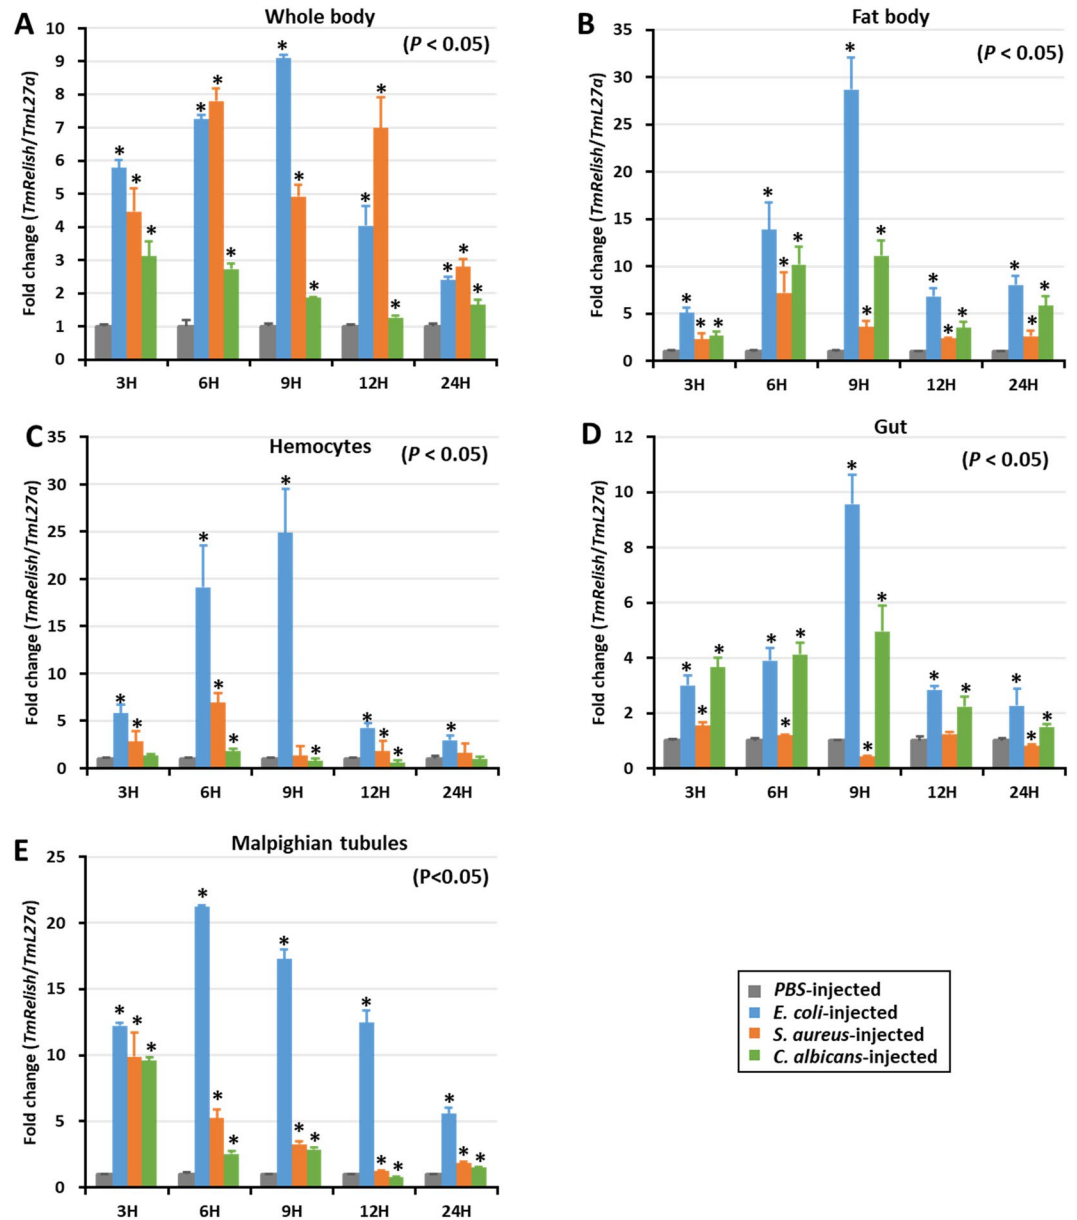 A
Whole body
(P < 0.05)
Fold change (TmRelish/TmL27a)
10
9
8
7
6
5
4
3
2
1
0
* * *
* * *
* * *
* * *
* * *
3H 6H 9H 12H 24H
B
Fat body
(P < 0.05)
Fold change (TmRelish/TmL27a)
35
30
25
20
15
10
5
0
* * *
* * *
* * *
* * *
* * *
3H 6H 9H 12H 24H
C
Hemocytes
(P < 0.05)
Fold change (TmRelish/TmL27a)
35
30
25
20
15
10
5
0
* *
* * *
* *
* * *
*
3H 6H 9H 12H 24H
D
Gut
(P < 0.05)
Fold change (TmRelish/TmL27a)
12
10
8
6
4
2
0
* * *
* * *
* * *
* *
* * *
3H 6H 9H 12H 24H
E
Malpighian tubules
(P<0.05)
Fold change (TmRelish/TmL27a)
25
20
15
10
5
0
* * *
* * *
* * *
* * *
* * *
3H 6H 9H 12H 24H
PBS-injected
E. coli-injected
S. aureus-injected
C. albicans-injected